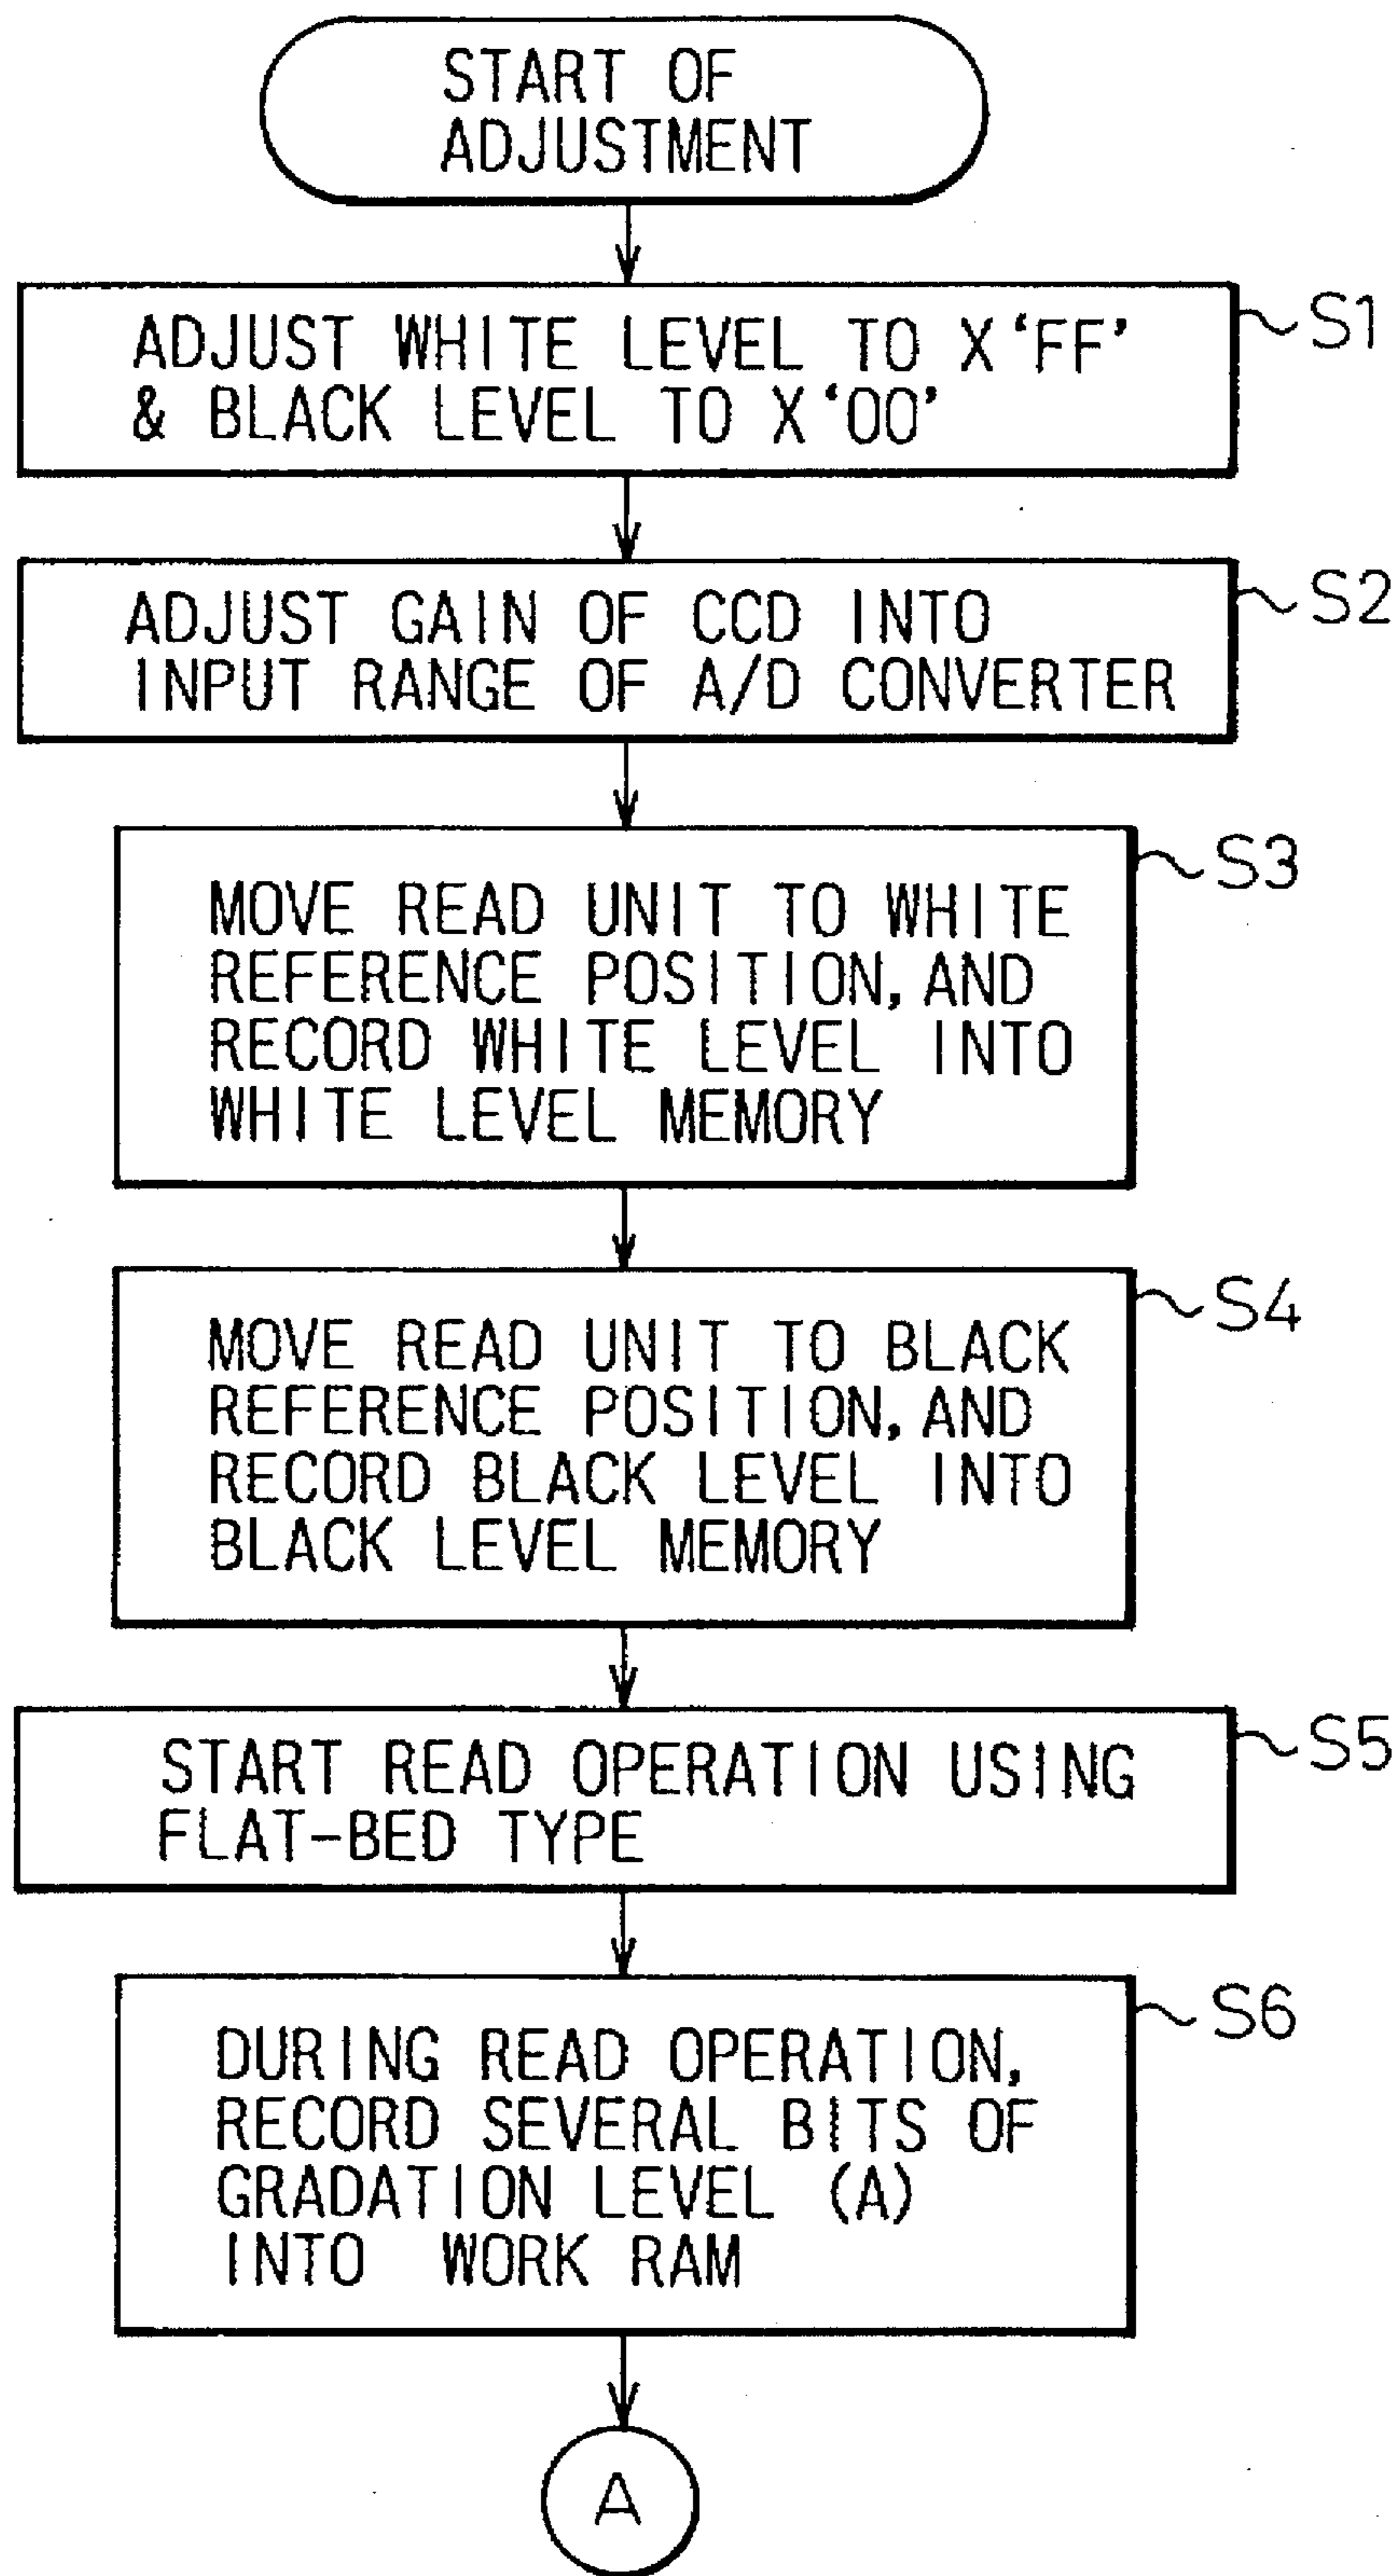 START OF
ADJUSTMENT
ADJUST WHITE LEVEL TO X'FF'
& BLACK LEVEL TO X'00'
S1
ADJUST GAIN OF CCD INTO
INPUT RANGE OF A/D CONVERTER
S2
MOVE READ UNIT TO WHITE
REFERENCE POSITION, AND
RECORD WHITE LEVEL INTO
WHITE LEVEL MEMORY
S3
MOVE READ UNIT TO BLACK
REFERENCE POSITION, AND
RECORD BLACK LEVEL INTO
BLACK LEVEL MEMORY
S4
START READ OPERATION USING
FLAT-BED TYPE
S5
DURING READ OPERATION,
RECORD SEVERAL BITS OF
GRADATION LEVEL (A)
INTO WORK RAM
S6
A